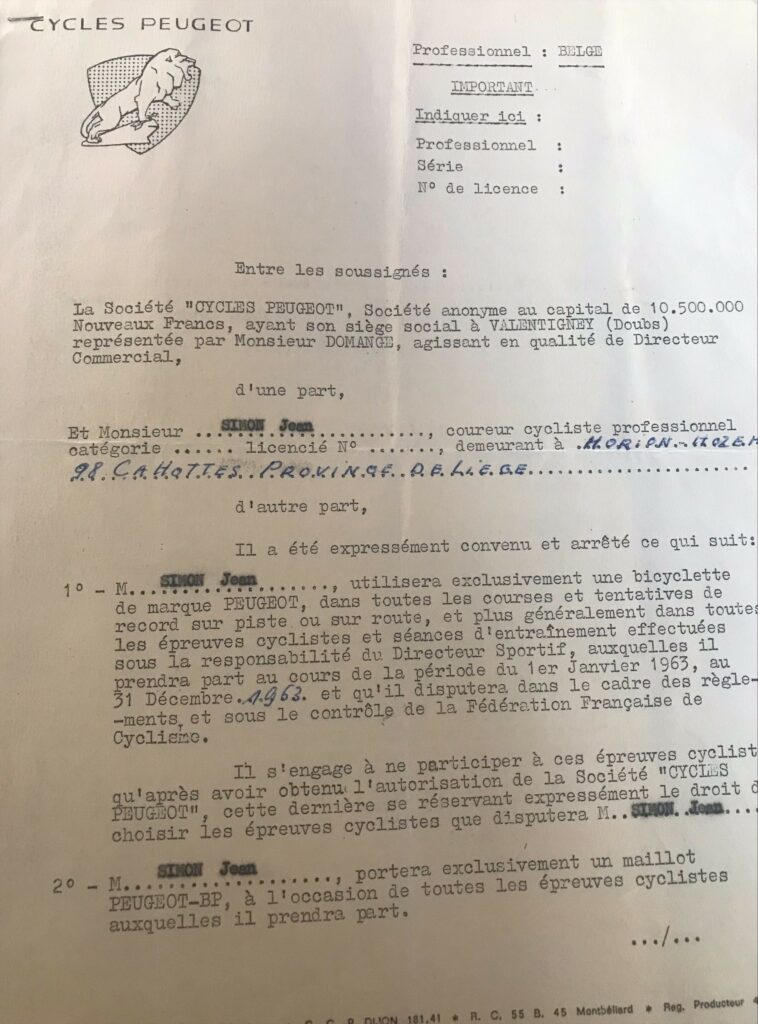 CYCLES PEUGEOT
Professionnel : BELGE
IMPORTANT
Indiquer ici :
Professionnel :
Série :
N° de licence :
Entre les soussignés :
La Société "CYCLES PEUGEOT", Société anonyme au capital de 10.500.000
Nouveaux Francs, ayant son siège social à VALENTIGNEY (Doubs)
représentée par Monsieur DOMANGE, agissant en qualité de Directeur
Commercial,
d'une part,
Et Monsieur ..SIMON Jean.........., coureur cycliste professionnel
catégorie ...... licencié N° ......., demeurant à HORION-HOZEM
98. CAHOTTES PROVINCE DE LIEGE......................
d'autre part,
Il a été expressément convenu et arrêté ce qui suit:
1° - M...SIMON Jean.........., utilisera exclusivement une bicyclette
de marque PEUGEOT, dans toutes les courses et tentatives de
record sur piste ou sur route, et plus généralement dans toutes
les épreuves cyclistes et séances d'entraînement effectuées
sous la responsabilité du Directeur Sportif, auxquelles il
prendra part au cours de la période du 1er Janvier 1963, au
31 Décembre 1963. et qu'il disputera dans le cadre des règle-
-ments, et sous le contrôle de la Fédération Française de
Cyclisme.
Il s'engage à ne participer à ces épreuves cyclist
qu'après avoir obtenu l'autorisation de la Société "CYCLES
PEUGEOT", cette dernière se réservant expressément le droit d
choisir les épreuves cyclistes que disputera M..SIMON..Jean....
2° - M...SIMON Jean.........., portera exclusivement un maillot
PEUGEOT-BP, à l'occasion de toutes les épreuves cyclistes
auxquelles il prendra part.
.../...
C. P. DIJON 181.41 * R. C. 55 B. 45 Montbéliard * Reg. Producteur 4